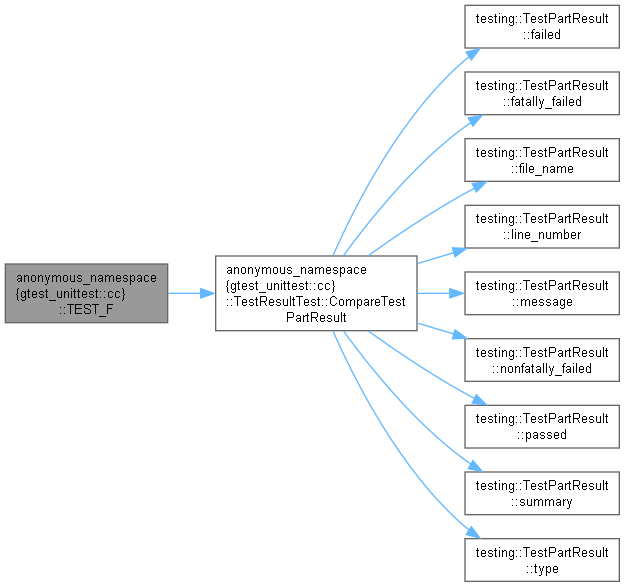 anonymous_namespace
{gtest_unittest::cc}
::TEST_F
anonymous_namespace
{gtest_unittest::cc}
::TestResultTest::CompareTest
PartResult
testing::TestPartResult
::failed
testing::TestPartResult
::fatally_failed
testing::TestPartResult
::file_name
testing::TestPartResult
::line_number
testing::TestPartResult
::message
testing::TestPartResult
::nonfatally_failed
testing::TestPartResult
::passed
testing::TestPartResult
::summary
testing::TestPartResult
::type